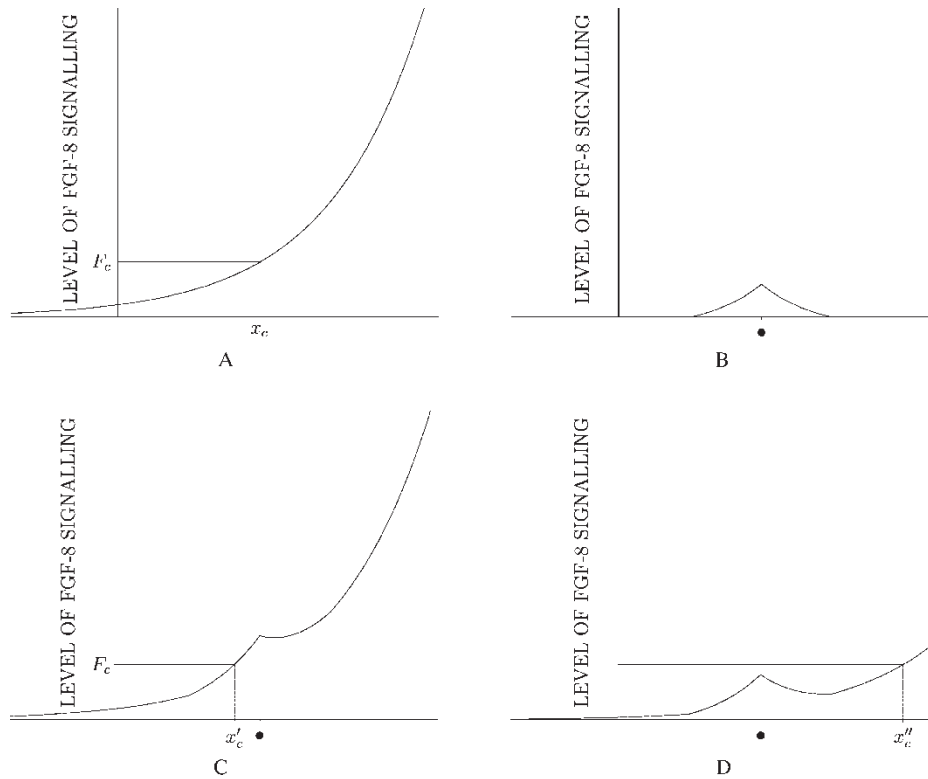 LEVEL OF FGF-8 SIGNALLING
F_c
x_c
A
LEVEL OF FGF-8 SIGNALLING
B
LEVEL OF FGF-8 SIGNALLING
F_c
x'_c
C
LEVEL OF FGF-8 SIGNALLING
x''_c
D